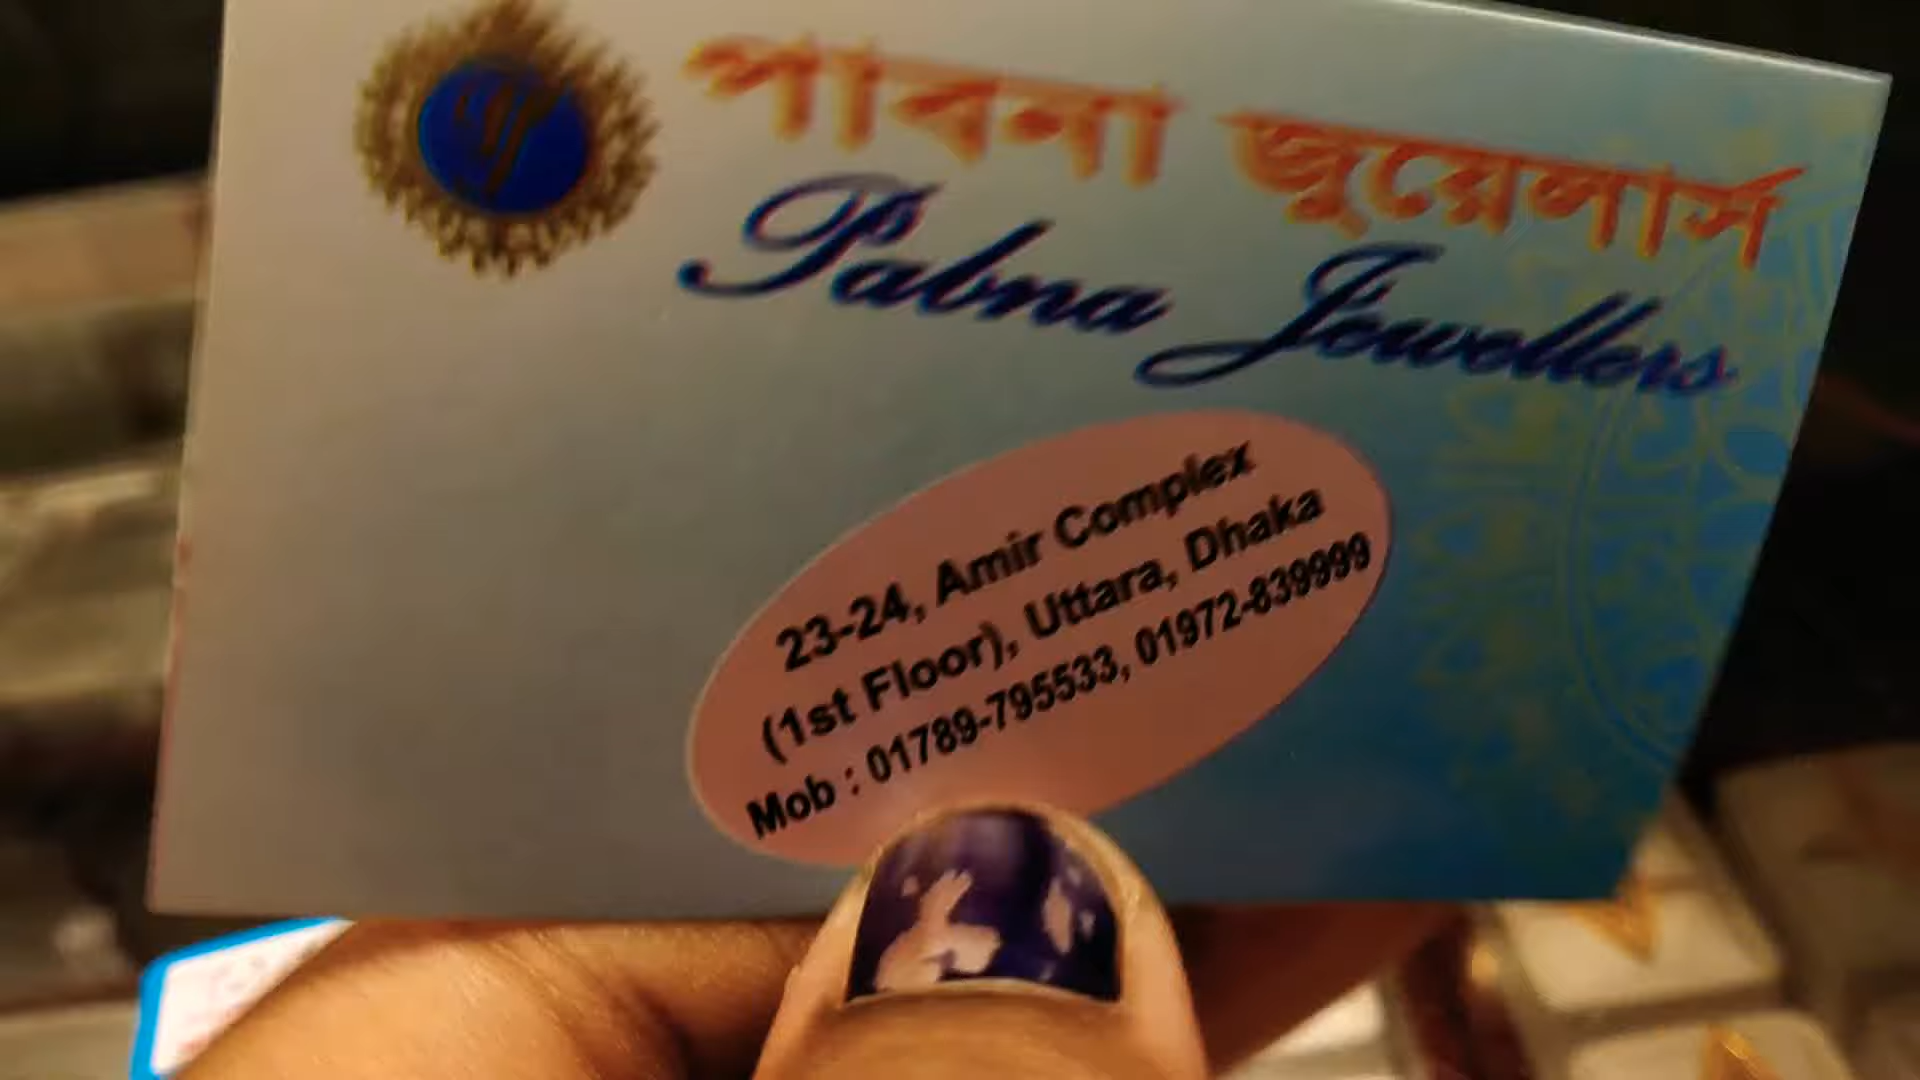 পাবনা জুয়েলার্স
Pabna Jewellers
23-24, Amir Complex
(1st Floor), Uttara, Dhaka
Mob : 01789-795533, 01972-839999